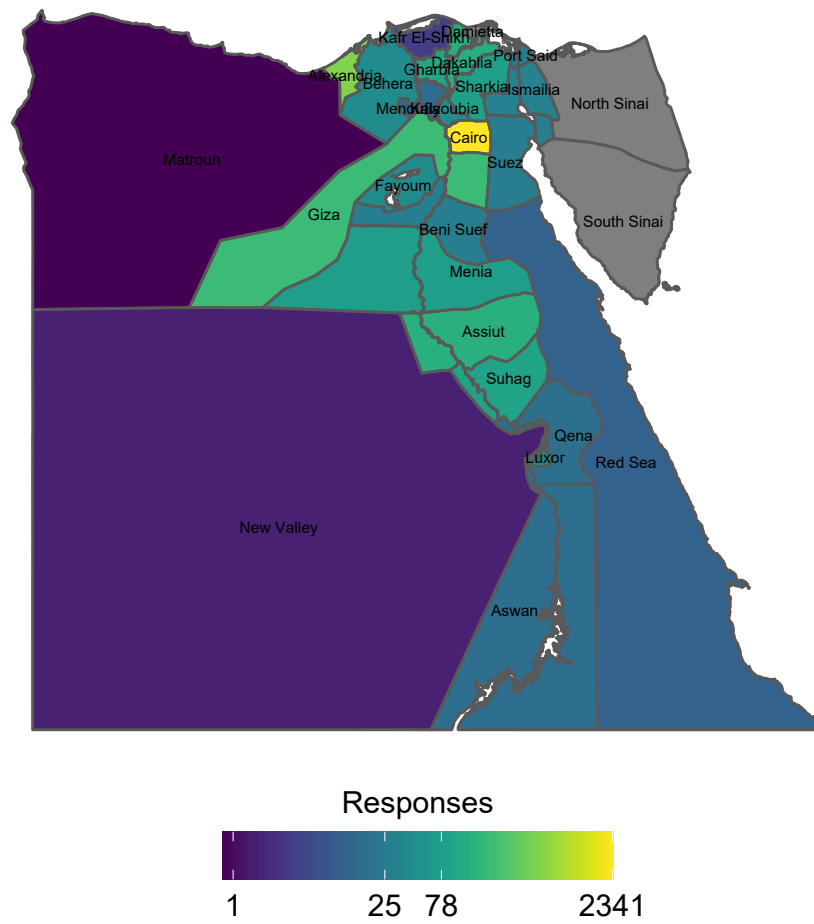 Damietta
Kafr El-Shikh
Port Said
Dakahlia
Gharbia
Alexandria
Behera
Sharkia
Ismailia
North Sinai
Menoufia
Kalyoubia
Cairo
Matrouh
Suez
Fayoum
Giza
South Sinai
Beni Suef
Menia
Assiut
Suhag
Qena
Luxor
Red Sea
New Valley
Aswan
Responses
1 25 78 2341